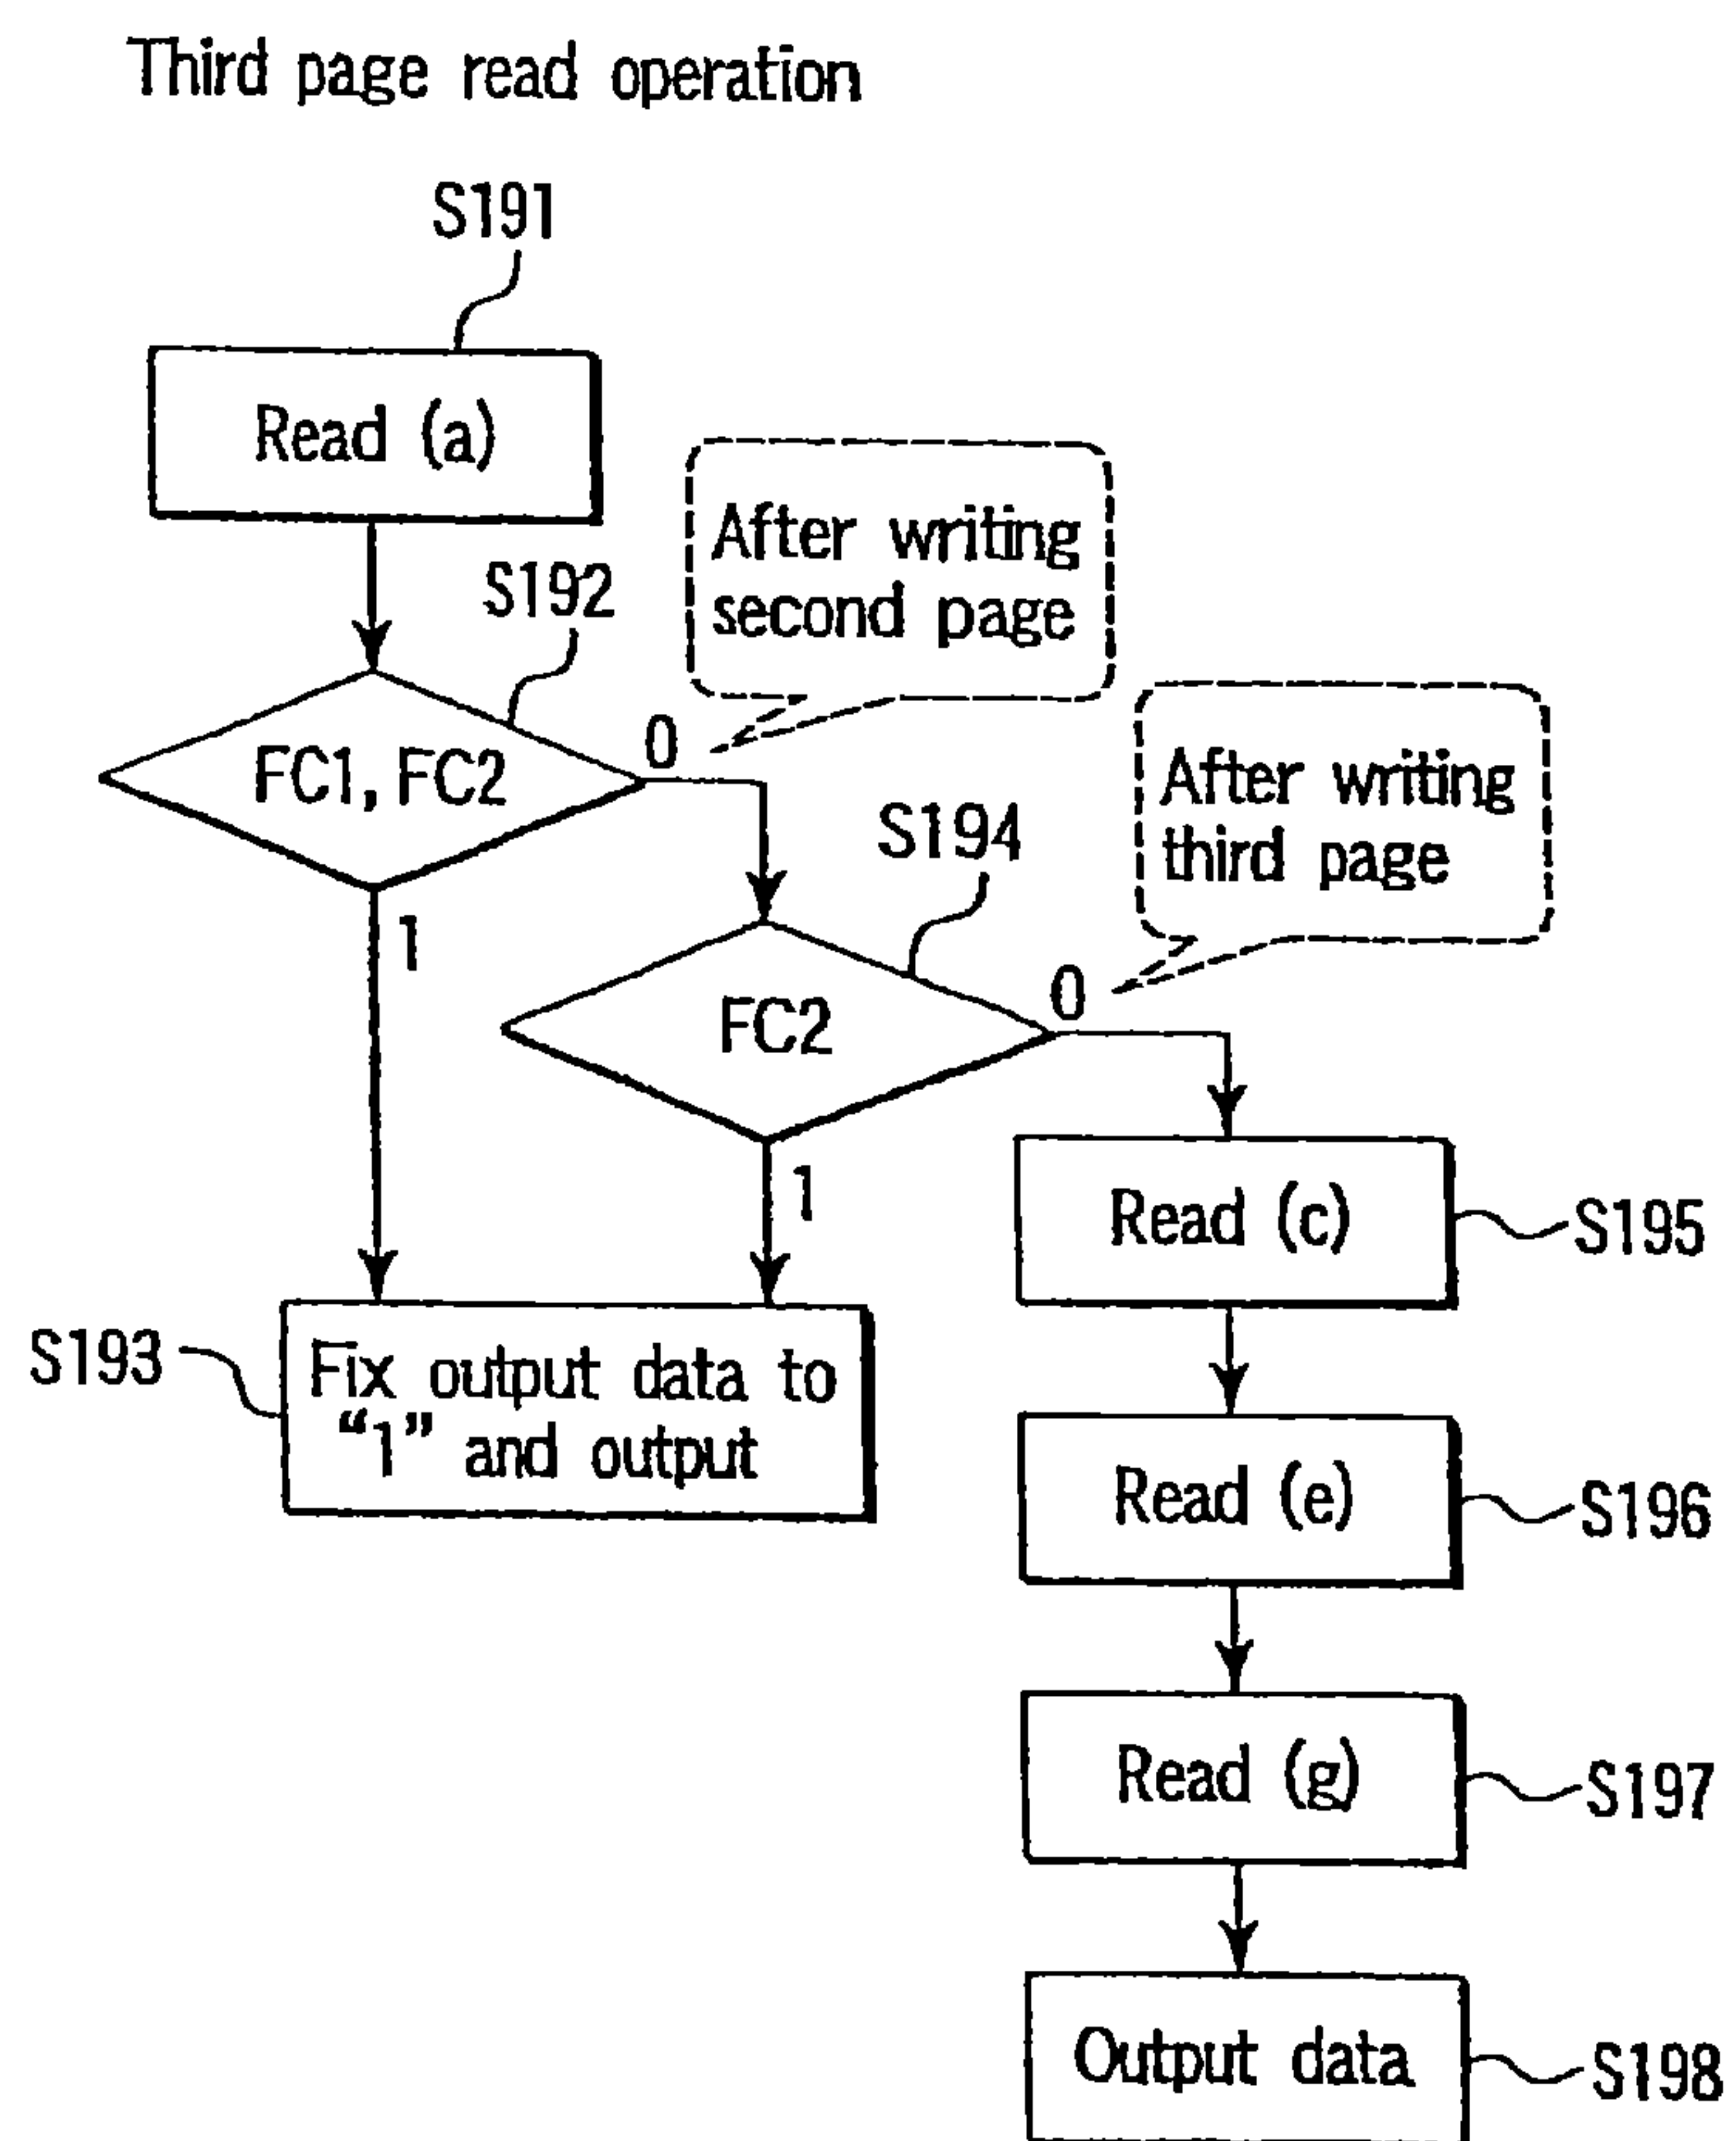 Third page read operation
S191
Read (a)
After writing
second page
S192
0
FC1, FC2
After writing
third page
S194
1
0
FC2
1
Read (c)
S195
S193
Fix output data to
“1” and output
Read (e)
S196
Read (g)
S197
Output data
S198